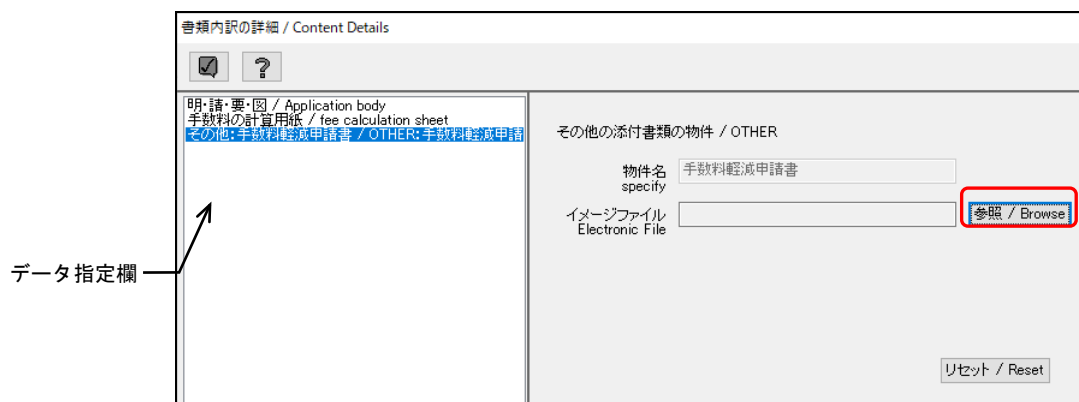 書類内訳の詳細 / Content Details
明・請・要・図 / Application body
手数料の計算用紙 / fee calculation sheet
その他:手数料軽減申請書 / OTHER:手数料軽減申請
その他の添付書類の物件 / OTHER
物件名 手数料軽減申請書
specify
イメージファイル 参照 / Browse
Electronic File
データ指定欄
リセット / Reset